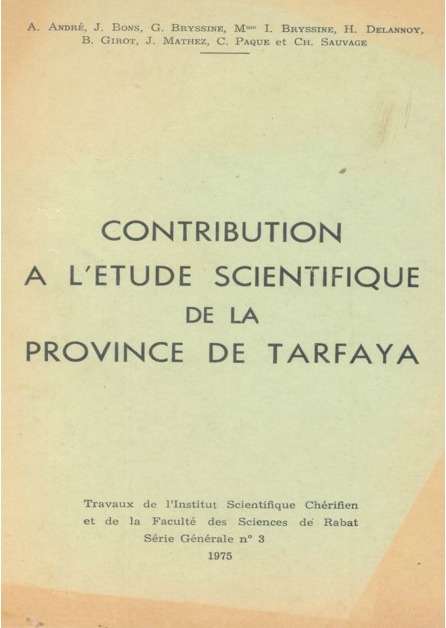 A. ANDRÉ, J. BONS, G. BRYSSINE, Mme I. BRYSSINE, H. DELANNOY,
B. GIROT, J. MATHEZ, C. PAQUE et CH. SAUVAGE
CONTRIBUTION
A L'ETUDE SCIENTIFIQUE
DE LA
PROVINCE DE TARFAYA
Travaux de l'Institut Scientifique Chérifien
et de la Faculté des Sciences de Rabat
Série Générale n° 3
1975